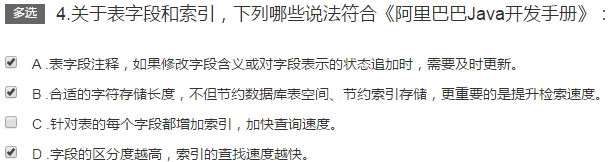 多选 4.关于表字段和索引，下列哪些说法符合《阿里巴巴Java开发手册》：
A .表字段注释，如果修改字段含义或对字段表示的状态追加时，需要及时更新。
B .合适的字符存储长度，不但节约数据库表空间、节约索引存储，更重要的是提升检索速度。
C .针对表的每个字段都增加索引，加快查询速度。
D .字段的区分度越高，索引的查找速度越快。